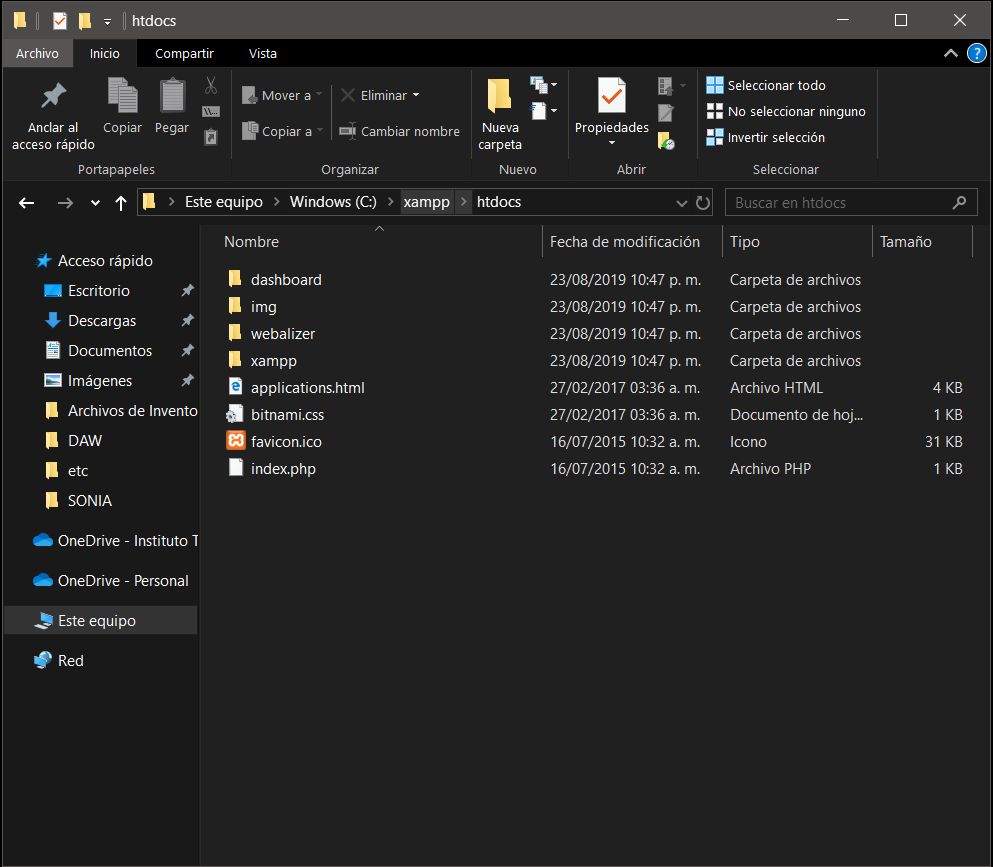 htdocs
Archivo Inicio Compartir Vista
Anclar al acceso rápido
Copiar
Pegar
Portapapeles
Mover a
Copiar a
Eliminar
Cambiar nombre
Organizar
Nueva carpeta
Nuevo
Propiedades
Abrir
Seleccionar todo
No seleccionar ninguno
Invertir selección
Seleccionar
Este equipo > Windows (C:) > xampp > htdocs
Buscar en htdocs
Acceso rápido
Escritorio
Descargas
Documentos
Imágenes
Archivos de Invento
DAW
etc
SONIA
OneDrive - Instituto T
OneDrive - Personal
Este equipo
Red
Nombre Fecha de modificación Tipo Tamaño
dashboard 23/08/2019 10:47 p. m. Carpeta de archivos
img 23/08/2019 10:47 p. m. Carpeta de archivos
webalizer 23/08/2019 10:47 p. m. Carpeta de archivos
xampp 23/08/2019 10:47 p. m. Carpeta de archivos
applications.html 27/02/2017 03:36 a. m. Archivo HTML 4 KB
bitnami.css 27/02/2017 03:36 a. m. Documento de hoj... 1 KB
favicon.ico 16/07/2015 10:32 a. m. Icono 31 KB
index.php 16/07/2015 10:32 a. m. Archivo PHP 1 KB